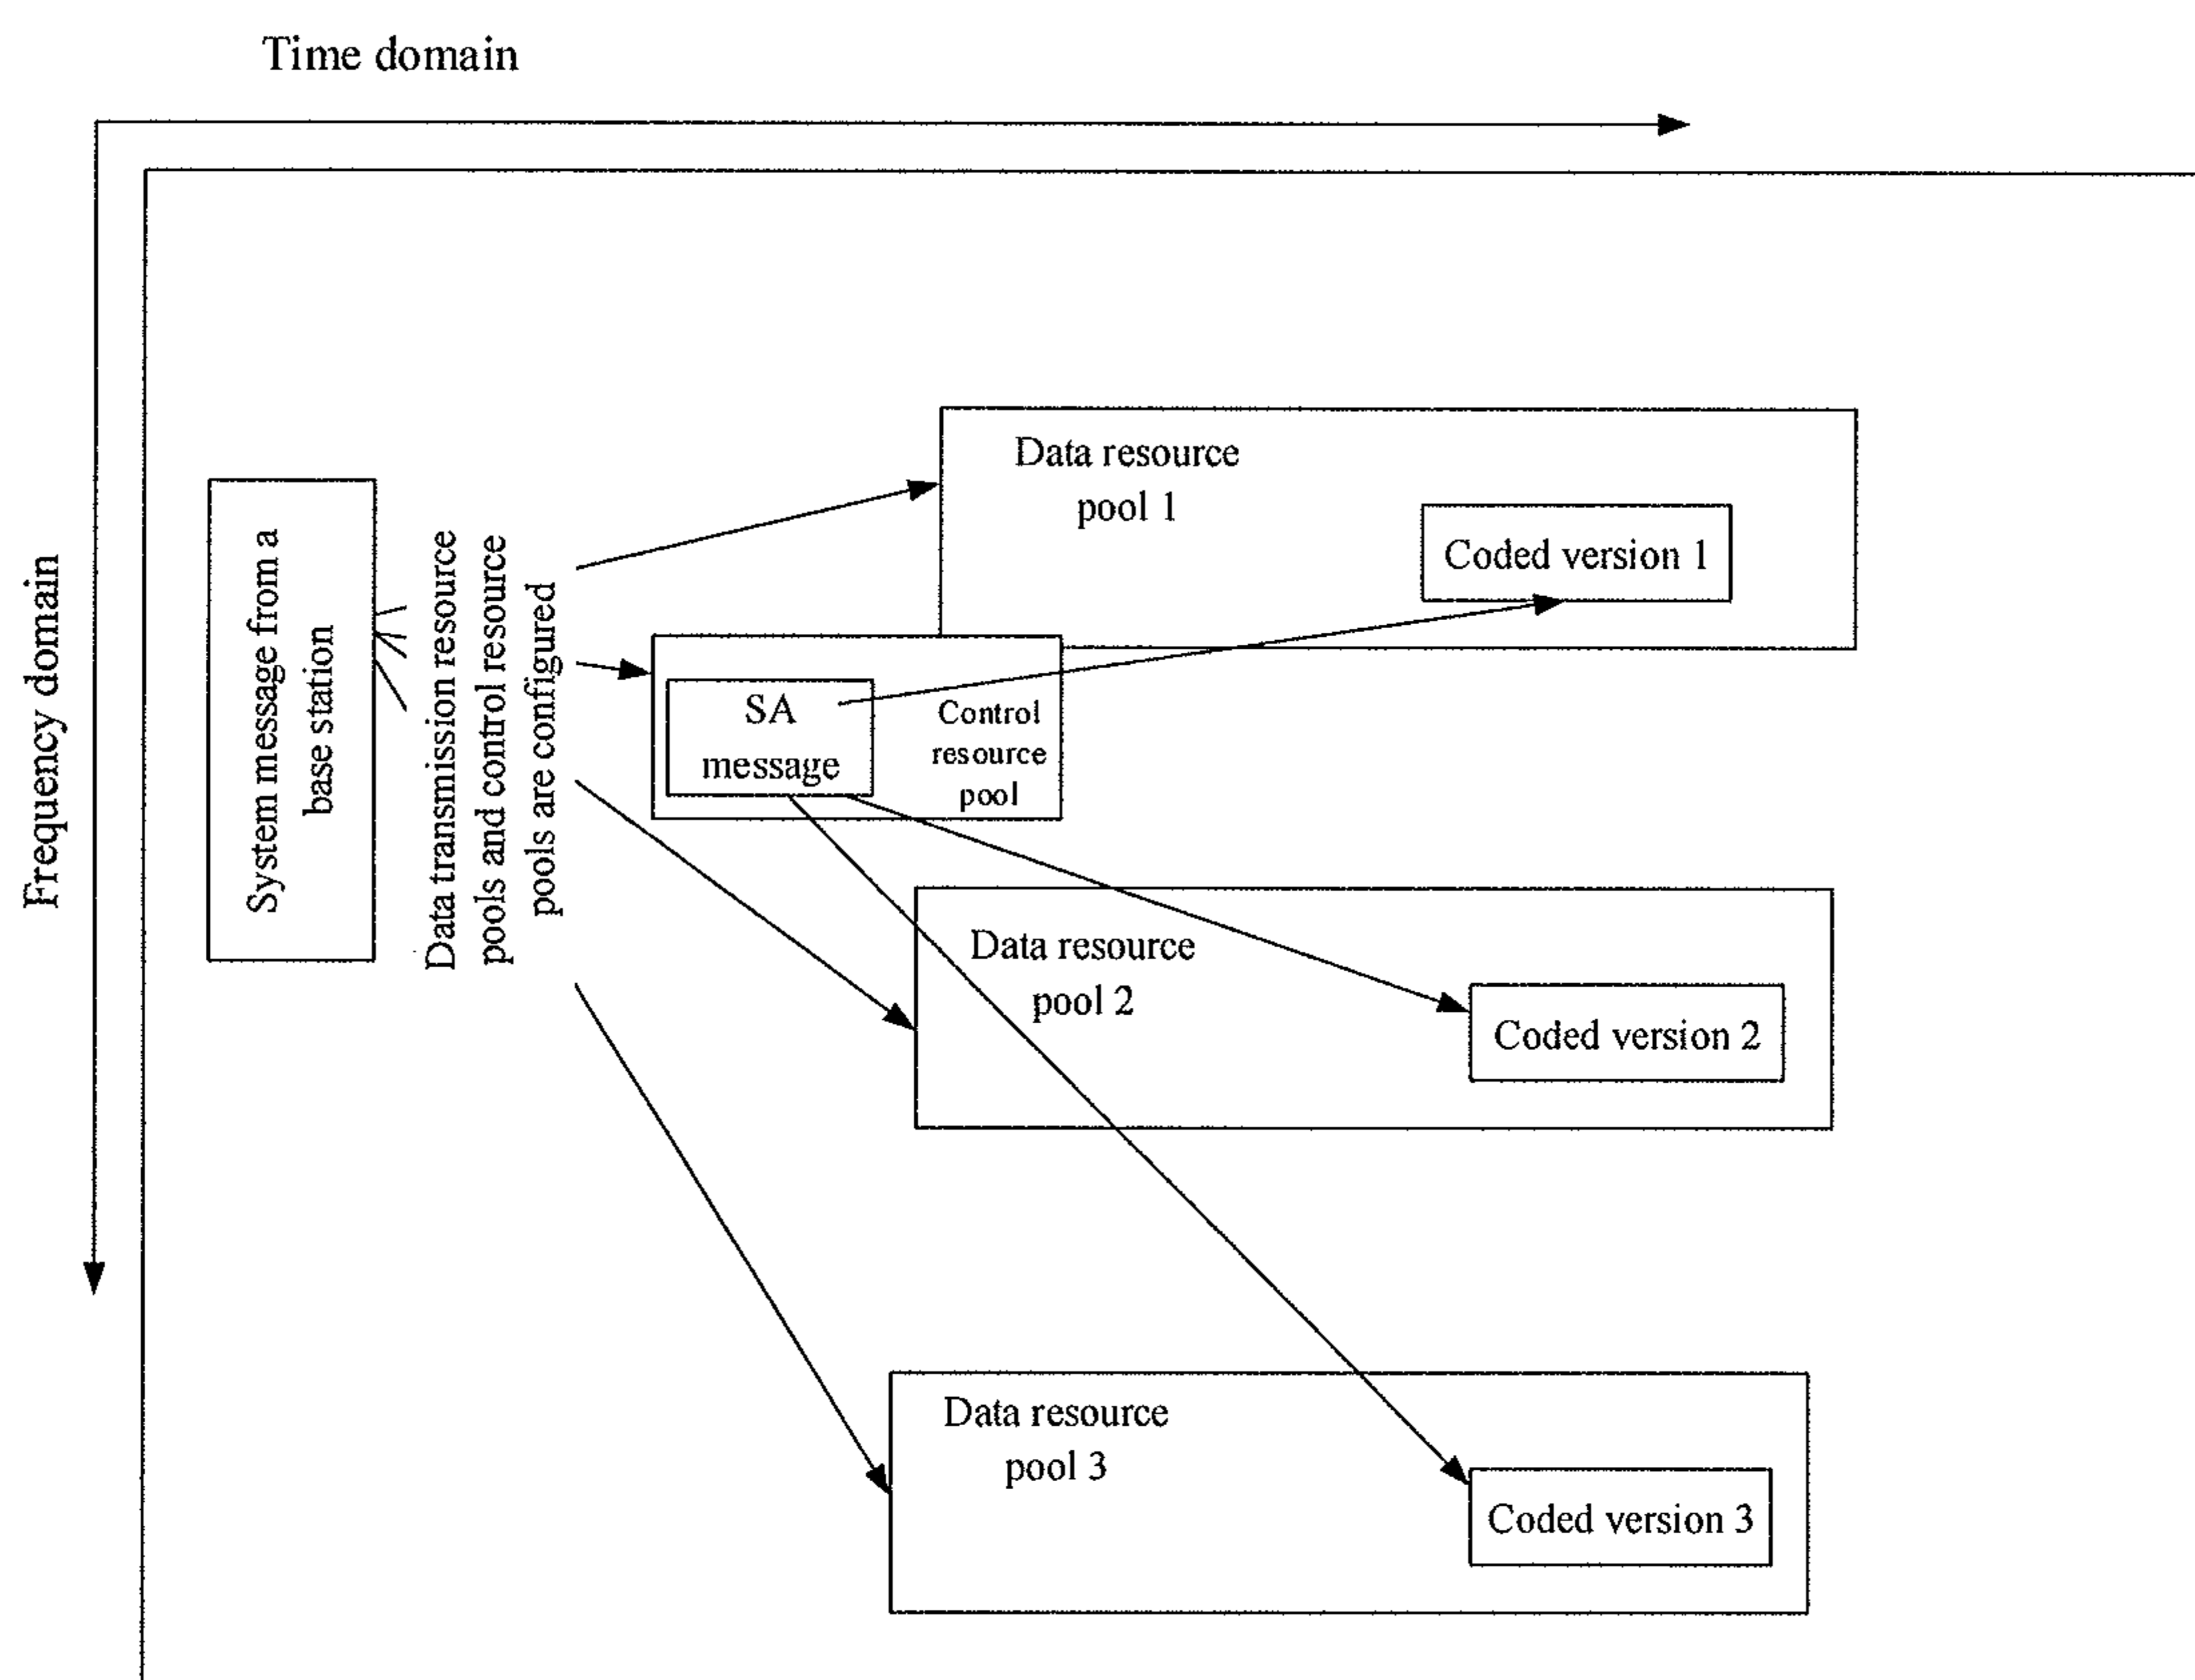 Time domain
Frequency domain
System message from a
base station
Data transmission resource
pools and control resource
pools are configured
Data resource
pool 1
Coded version 1
SA
message
Control
resource
pool
Data resource
pool 2
Coded version 2
Data resource
pool 3
Coded version 3